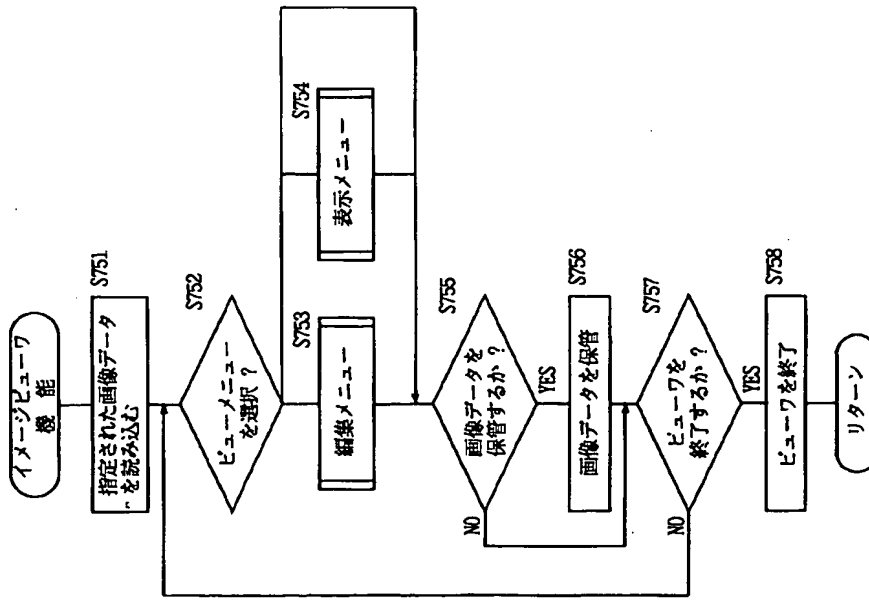 イメージビューワ
機 能
S751
指定された画像データ
を読み込む
S752
ビューメニュー
を選択 ?
S753
編集メニュー
S754
表示メニュー
S755
画像データを
保管するか ?
NO
YES
S756
画像データを保管
S757
ビューワを
終了するか ?
NO
YES
S758
ビューワを終了
リターン